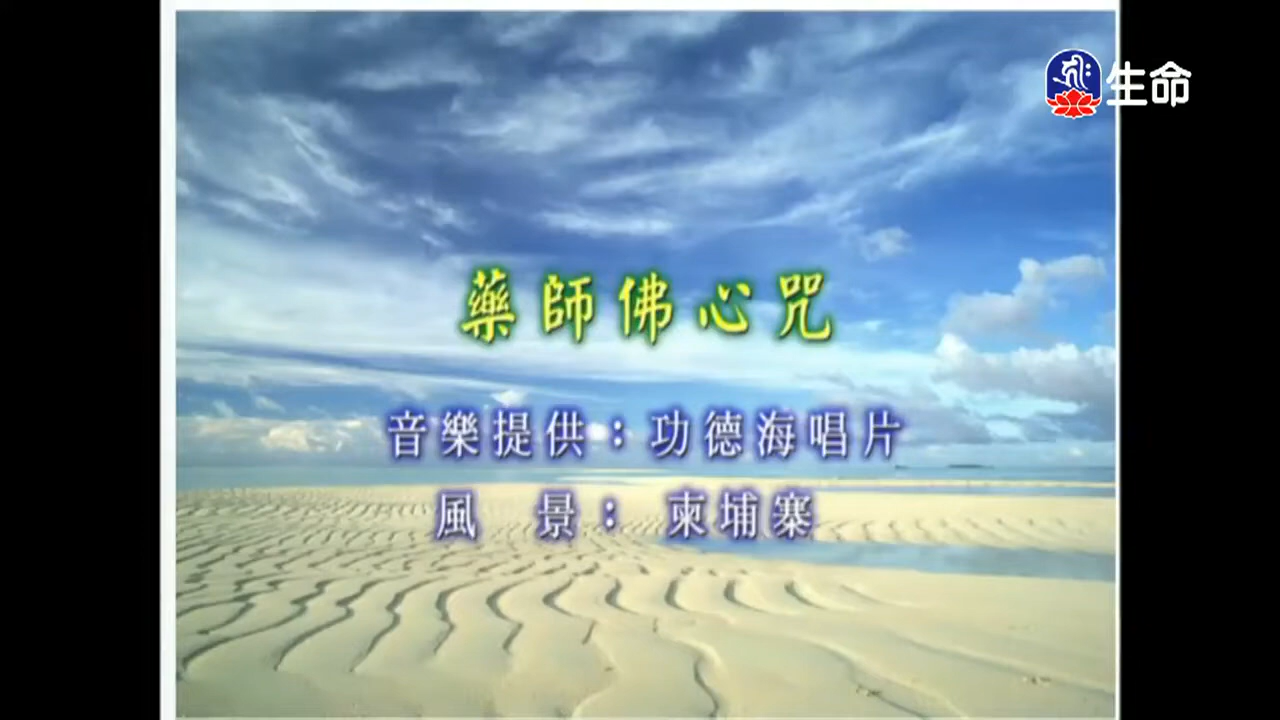 生命
藥師佛心咒
音樂提供：功德海唱片
風　景： 柬埔寨